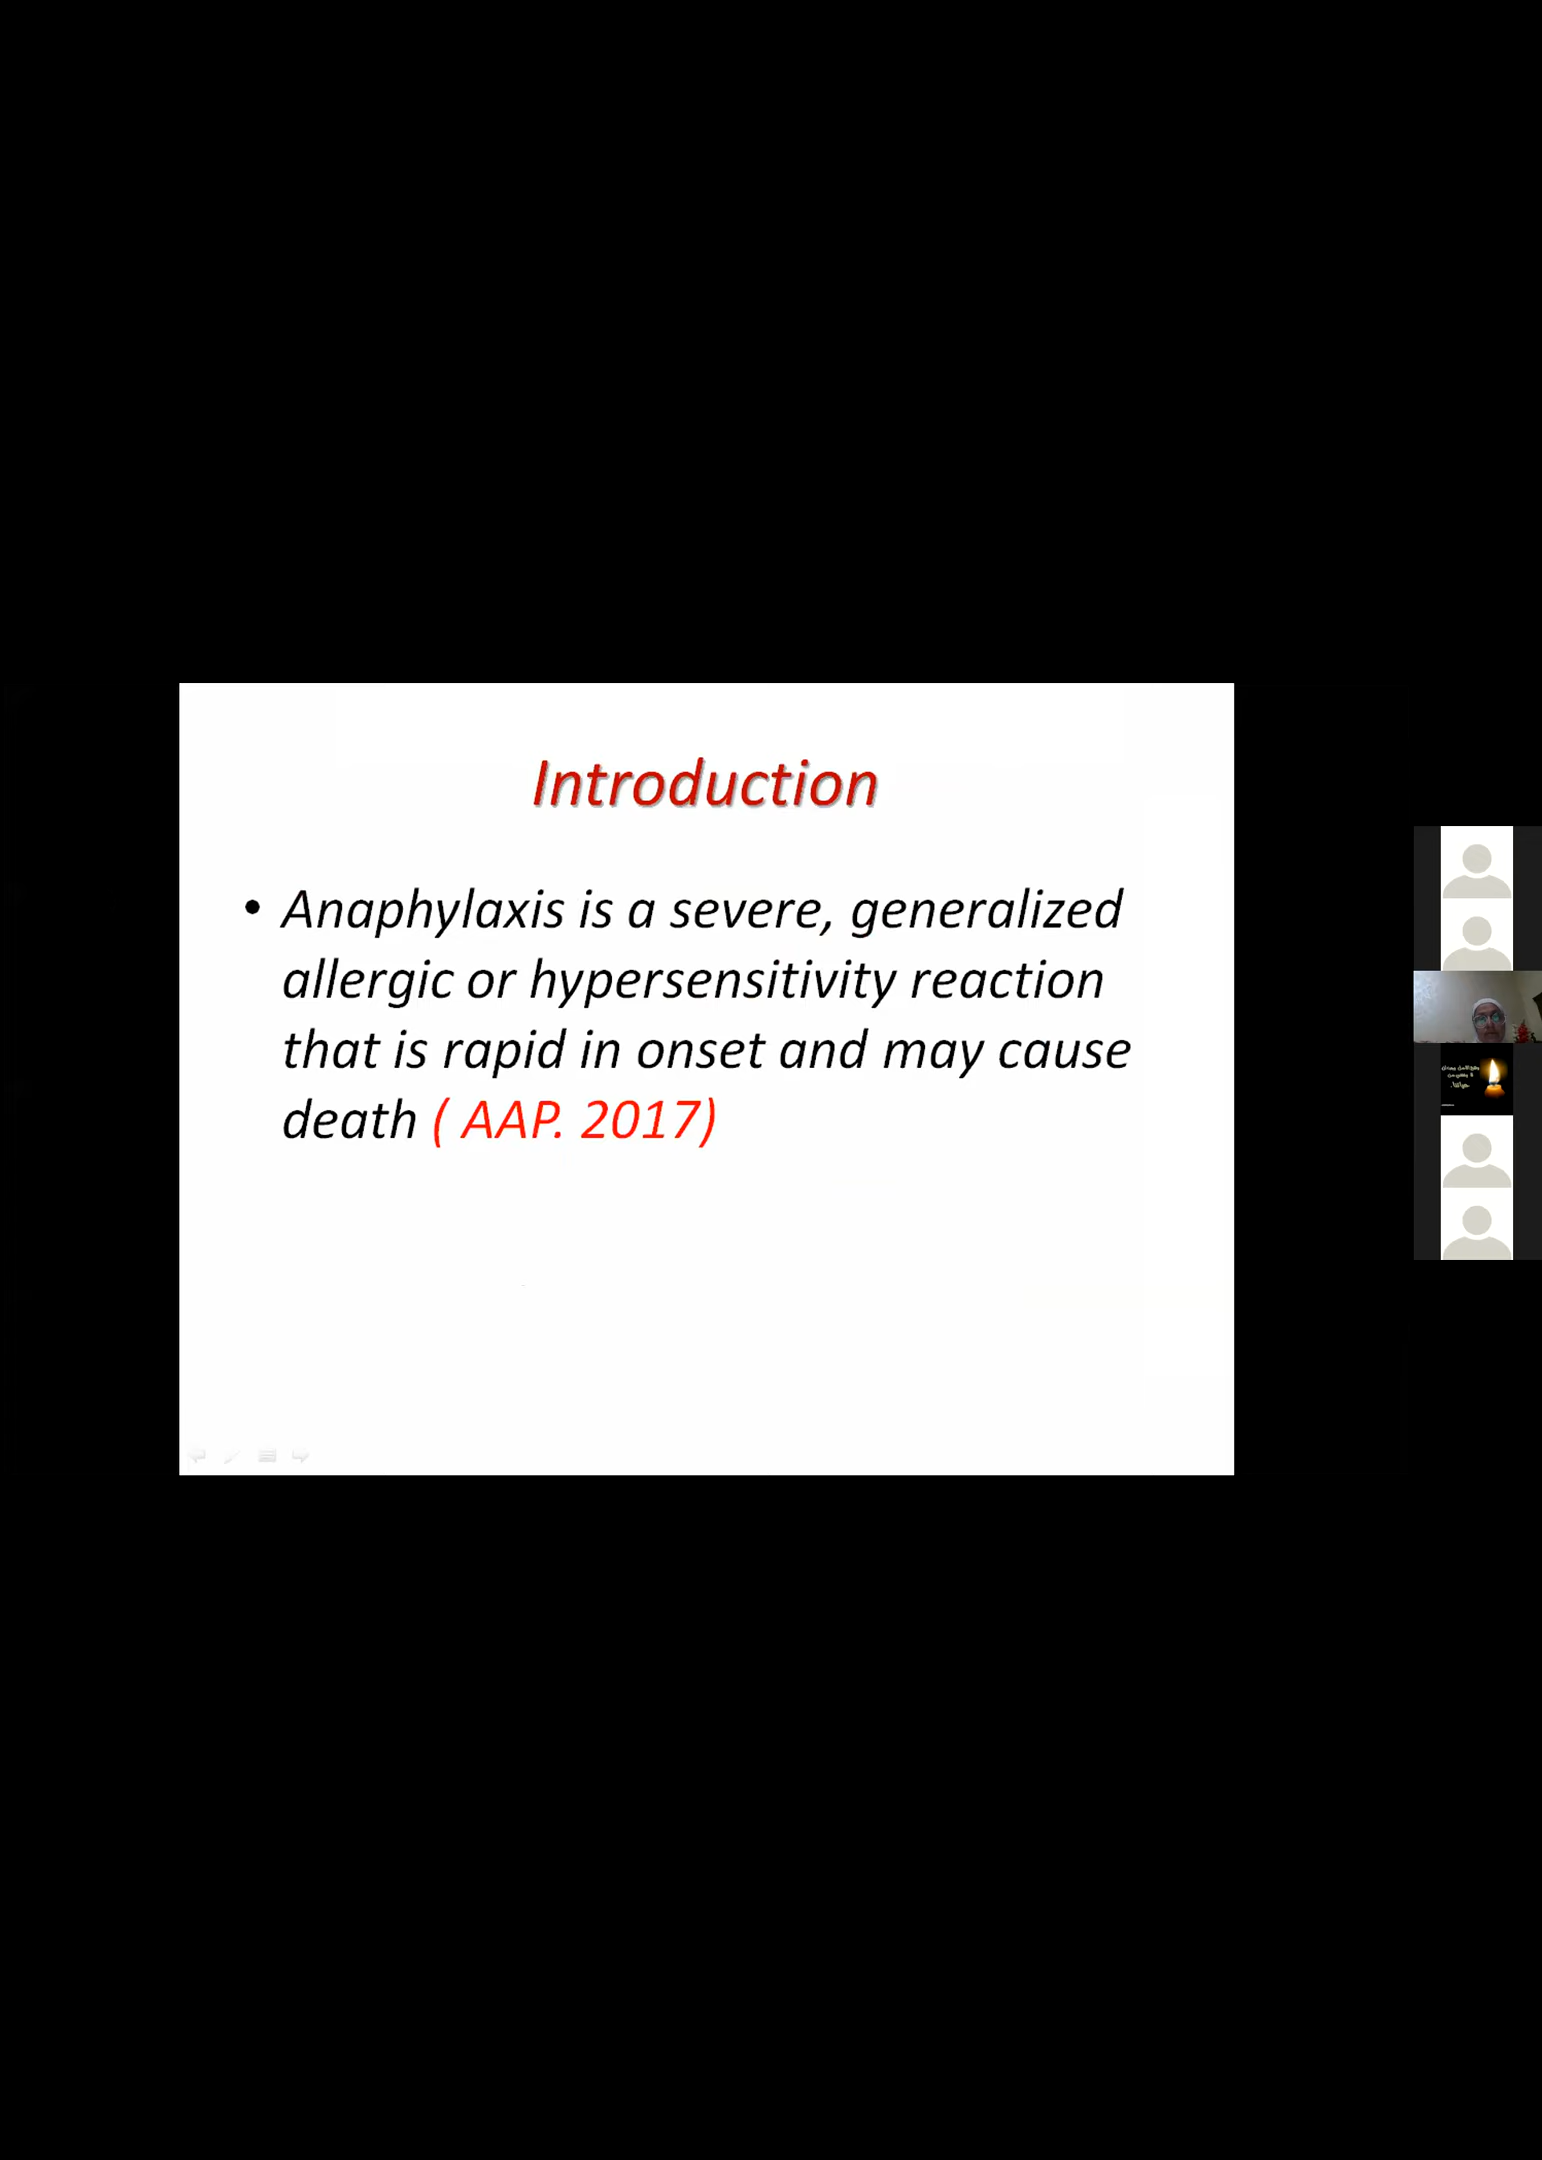 Introduction
• Anaphylaxis is a severe, generalized
allergic or hypersensitivity reaction
that is rapid in onset and may cause
death ( AAP. 2017)